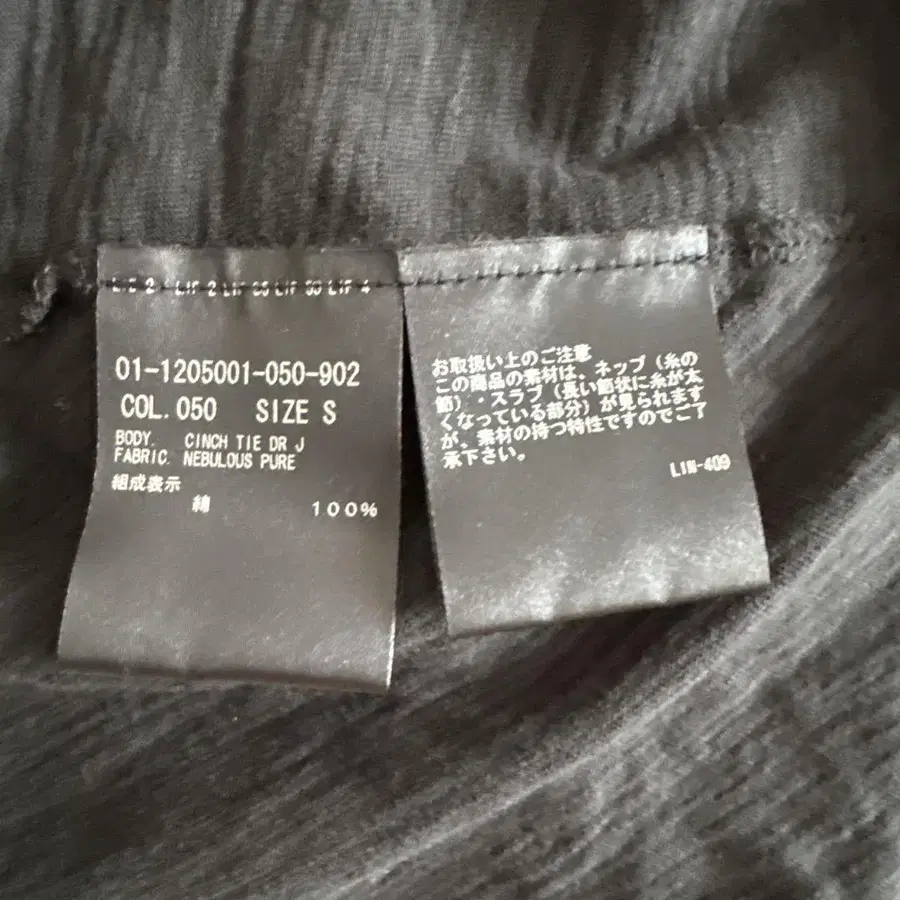 01-1205001-050-902
COL. 050 SIZE S
BODY. CINCH TIE DR J
FABRIC. NEBULOUS PURE
組成表示
綿 100%
お取扱い上のご注意
この商品の素材は、ネップ（糸の
節）・スラブ（長い節状に糸が太
くなっている部分）が見られます
が、素材の持つ特性ですのでご了
承下さい。
LIN-409